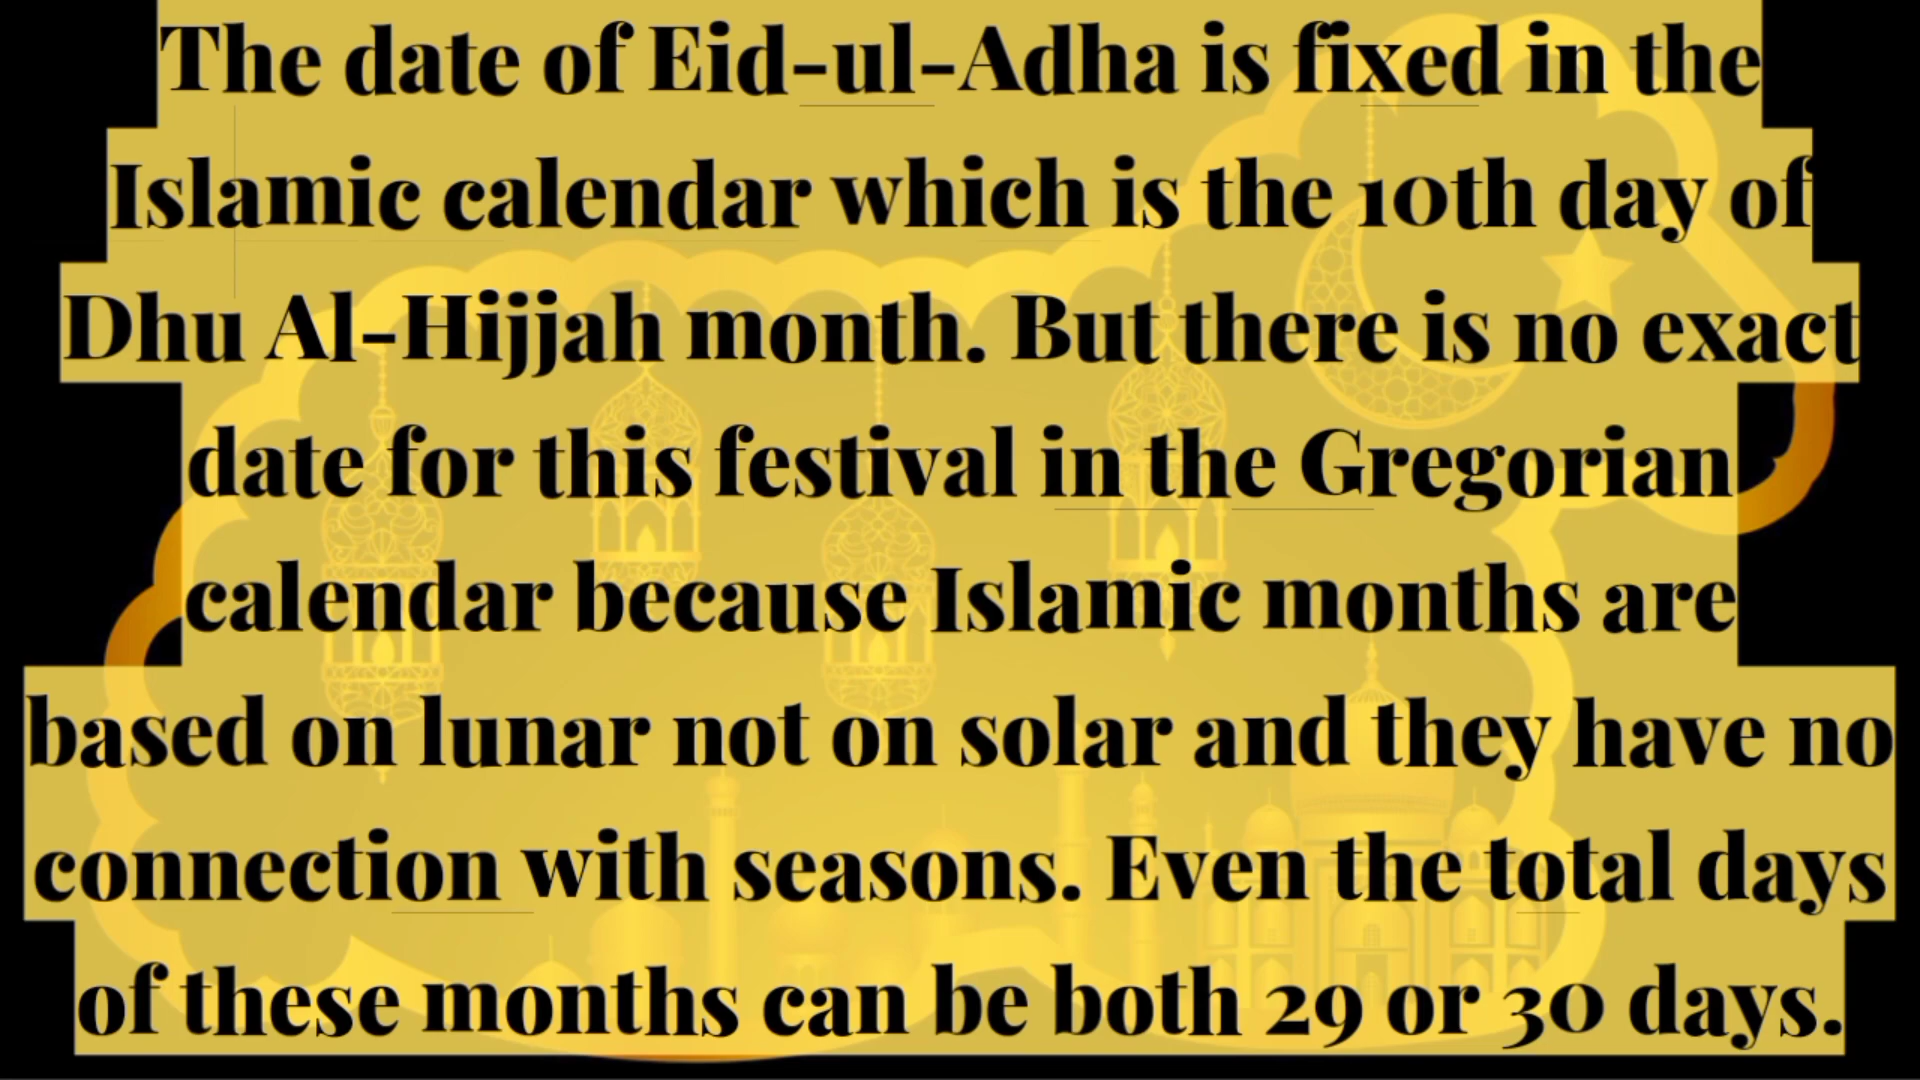 The date of Eid-ul-Adha is fixed in the
Islamic calendar which is the 10th day of
Dhu Al-Hijjah month. But there is no exact
date for this festival in the Gregorian
calendar because Islamic months are
based on lunar not on solar and they have no
connection with seasons. Even the total days
of these months can be both 29 or 30 days.